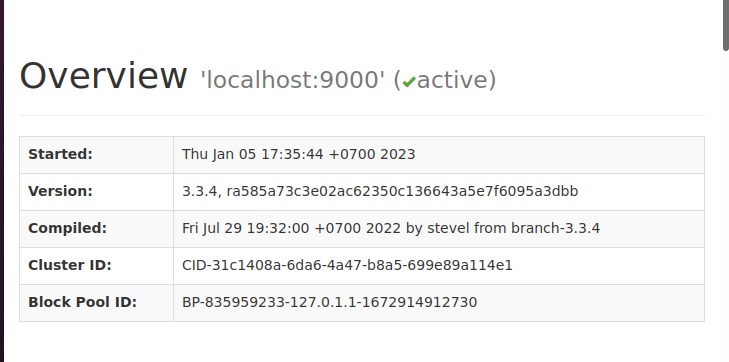 Overview 'localhost:9000' (✔active)
Started: Thu Jan 05 17:35:44 +0700 2023
Version: 3.3.4, ra585a73c3e02ac62350c136643a5e7f6095a3dbb
Compiled: Fri Jul 29 19:32:00 +0700 2022 by stevel from branch-3.3.4
Cluster ID: CID-31c1408a-6da6-4a47-b8a5-699e89a114e1
Block Pool ID: BP-835959233-127.0.1.1-1672914912730